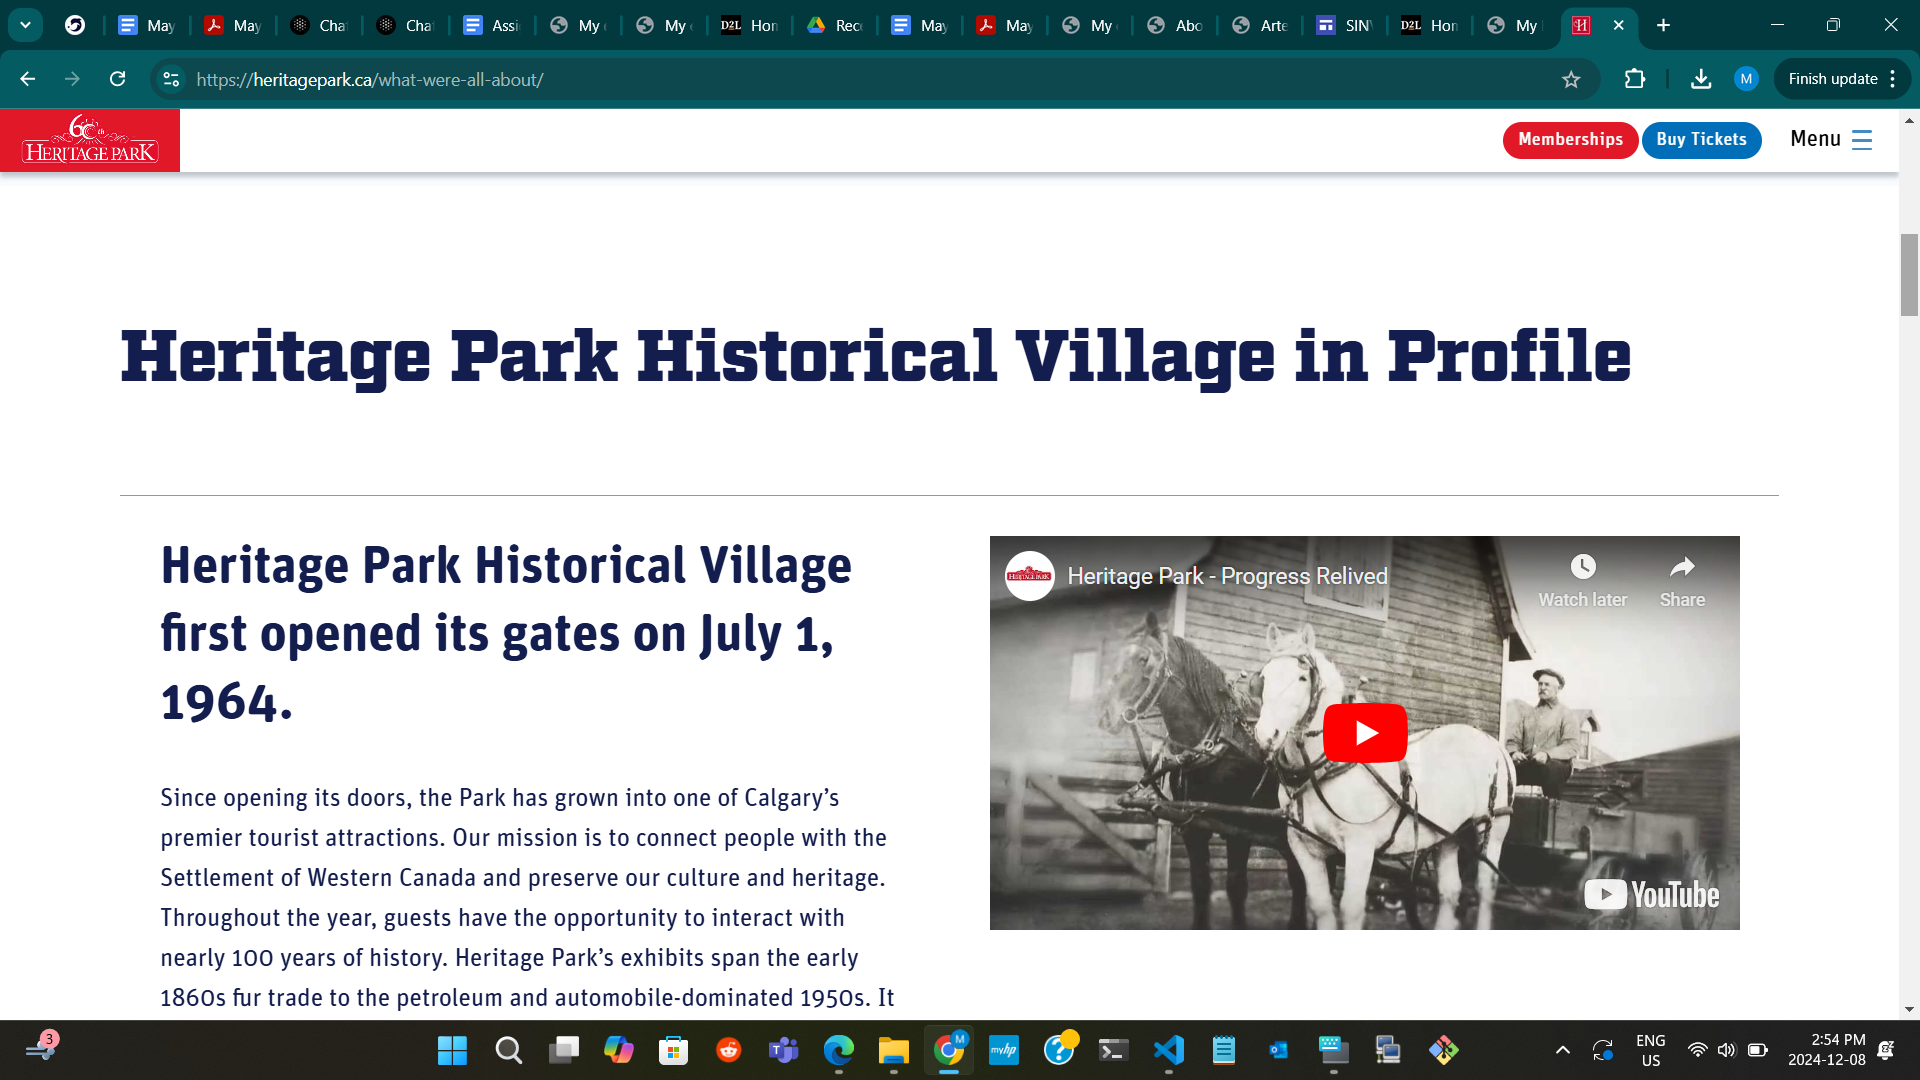 May
May
Cha
Cha
Assi
My
My
D2L Hon
Rec
May
May
My
Abo
Arte
SIN
D2L Hon
My
https://heritagepark.ca/what-were-all-about/
M
Finish update
60th
HERITAGE PARK
Memberships
Buy Tickets
Menu
Heritage Park Historical Village in Profile
Heritage Park Historical Village
first opened its gates on July 1,
1964.
Since opening its doors, the Park has grown into one of Calgary’s
premier tourist attractions. Our mission is to connect people with the
Settlement of Western Canada and preserve our culture and heritage.
Throughout the year, guests have the opportunity to interact with
nearly 100 years of history. Heritage Park’s exhibits span the early
1860s fur trade to the petroleum and automobile-dominated 1950s. It
HERITAGE PARK
Heritage Park - Progress Relived
Watch later
Share
YouTube
3
M
myhp
ENG
US
2:54 PM
2024-12-08